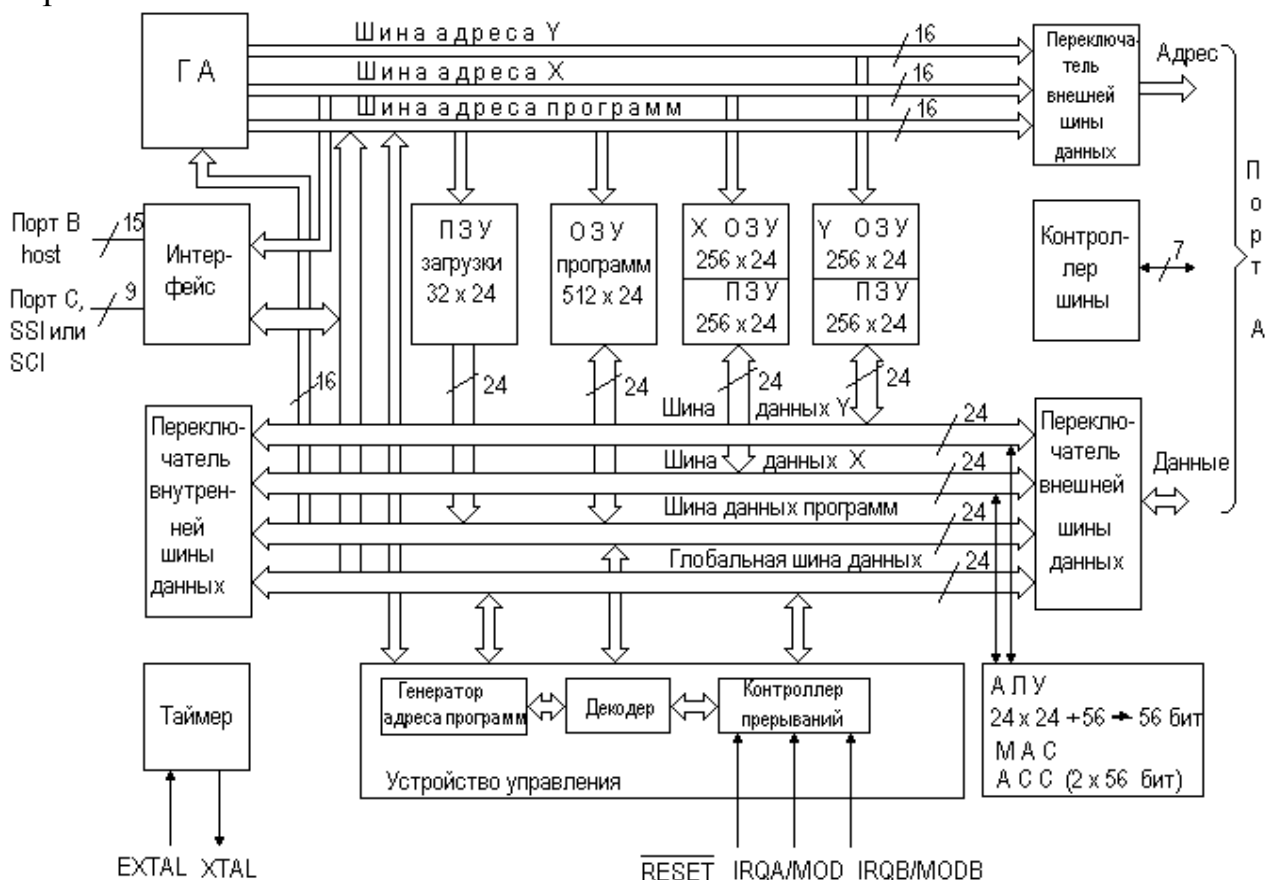 Шина адреса Y
16
ГА
Шина адреса X
16
Шина адреса программ
16
Переключа-
тель
внешней
шины
данных
Адрес
Порт А
Порт В
host
15
Порт С,
SSI или
SCI
9
Интер-
фейс
ПЗУ
загрузки
32 x 24
ОЗУ
программ
512 x 24
X ОЗУ
256 x 24
ПЗУ
256 x 24
Y ОЗУ
256 x 24
ПЗУ
256 x 24
Контрол-
лер
шины
7
16
24
24
24
24
Переклю-
чатель
внутрен-
ней
шины
данных
Шина данных Y
24
Шина данных X
24
Шина данных программ
24
Глобальная шина данных
24
Переклю-
чатель
внешней
шины
данных
Данные
Таймер
Генератор
адреса программ
Декодер
Контроллер
прерываний
Устройство управления
АЛУ
24 x 24 + 56 → 56 бит
МАС
АСС (2 x 56 бит)
EXTAL XTAL
RESET IRQA/MOD IRQB/MODB